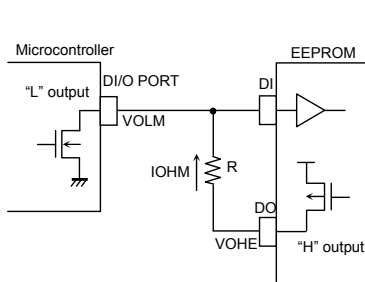 Microcontroller
EEPROM
DI/O PORT
DI
“L” output
VOLM
IOHM
R
DO
VOHE
“H” output